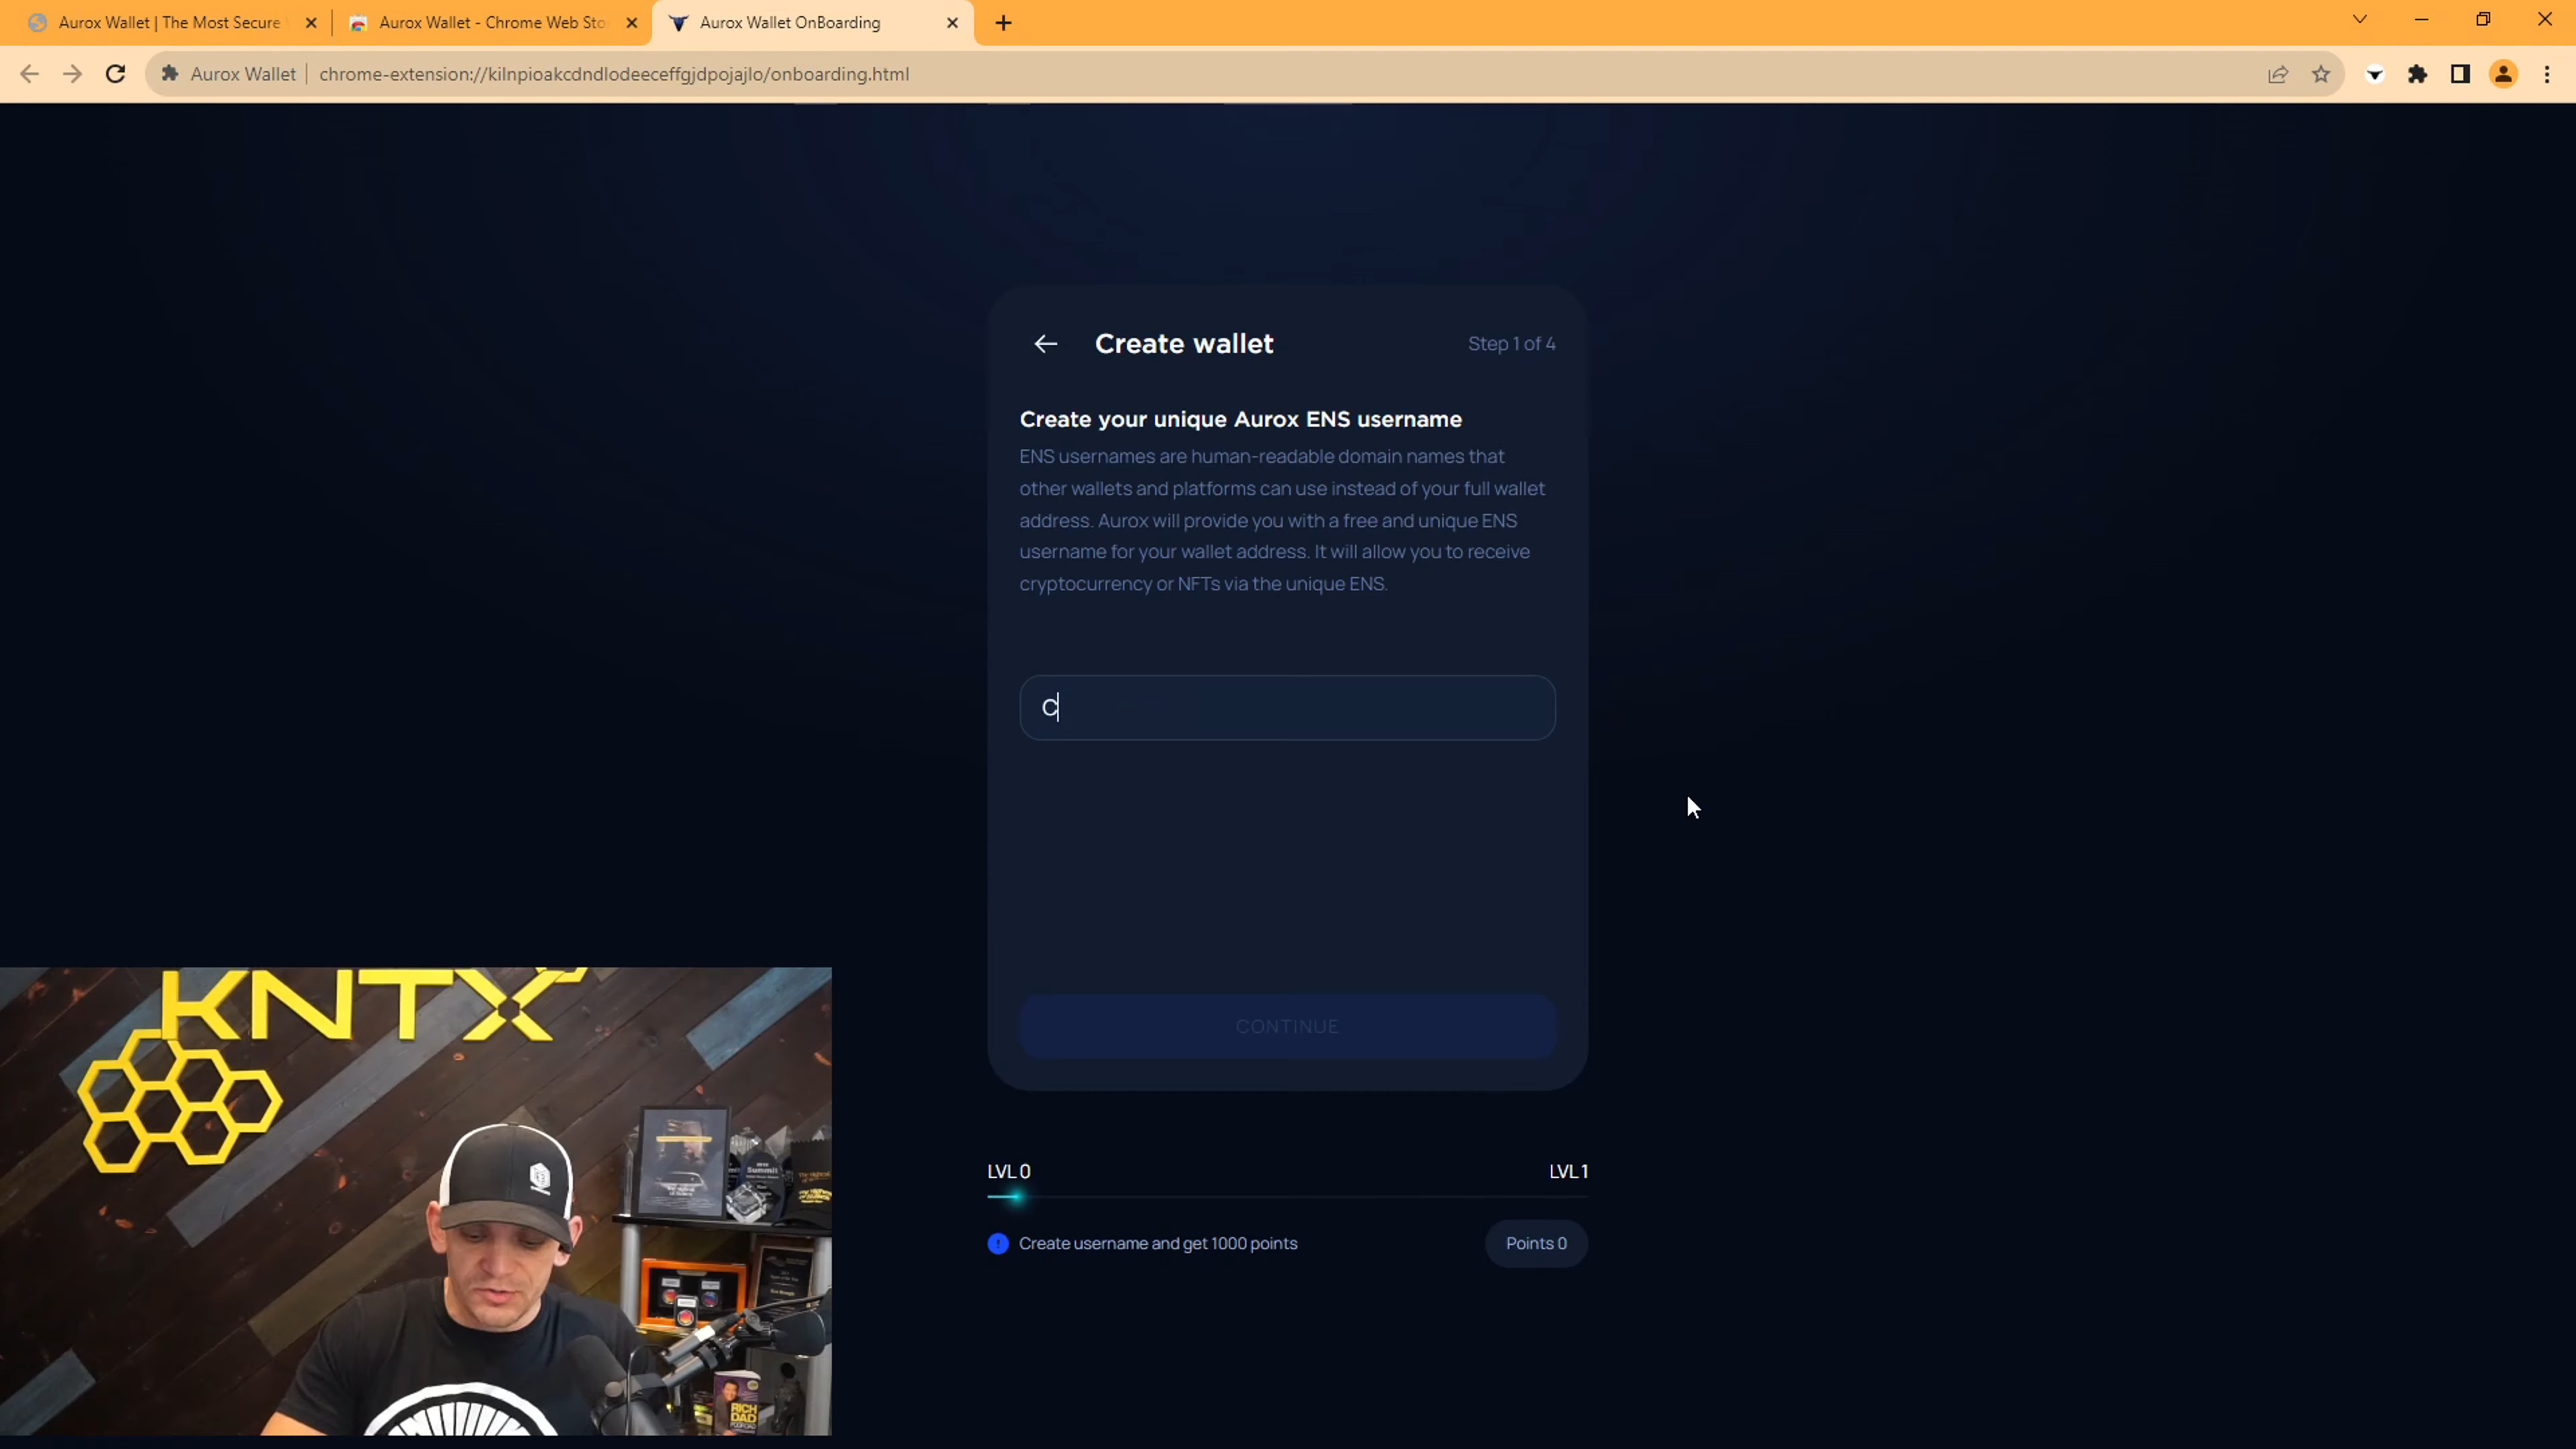 Aurox Wallet | The Most Secure
Aurox Wallet - Chrome Web Sto
Aurox Wallet OnBoarding
Aurox Wallet
chrome-extension://kilnpioakcdndlodeeceffgjdpojajlo/onboarding.html
Create wallet
Step 1 of 4
Create your unique Aurox ENS username
ENS usernames are human-readable domain names that
other wallets and platforms can use instead of your full wallet
address. Aurox will provide you with a free and unique ENS
username for your wallet address. It will allow you to receive
cryptocurrency or NFTs via the unique ENS.
C
CONTINUE
LVL 0
LVL 1
Create username and get 1000 points
Points 0
KNTX
Summit
RICH
DAD